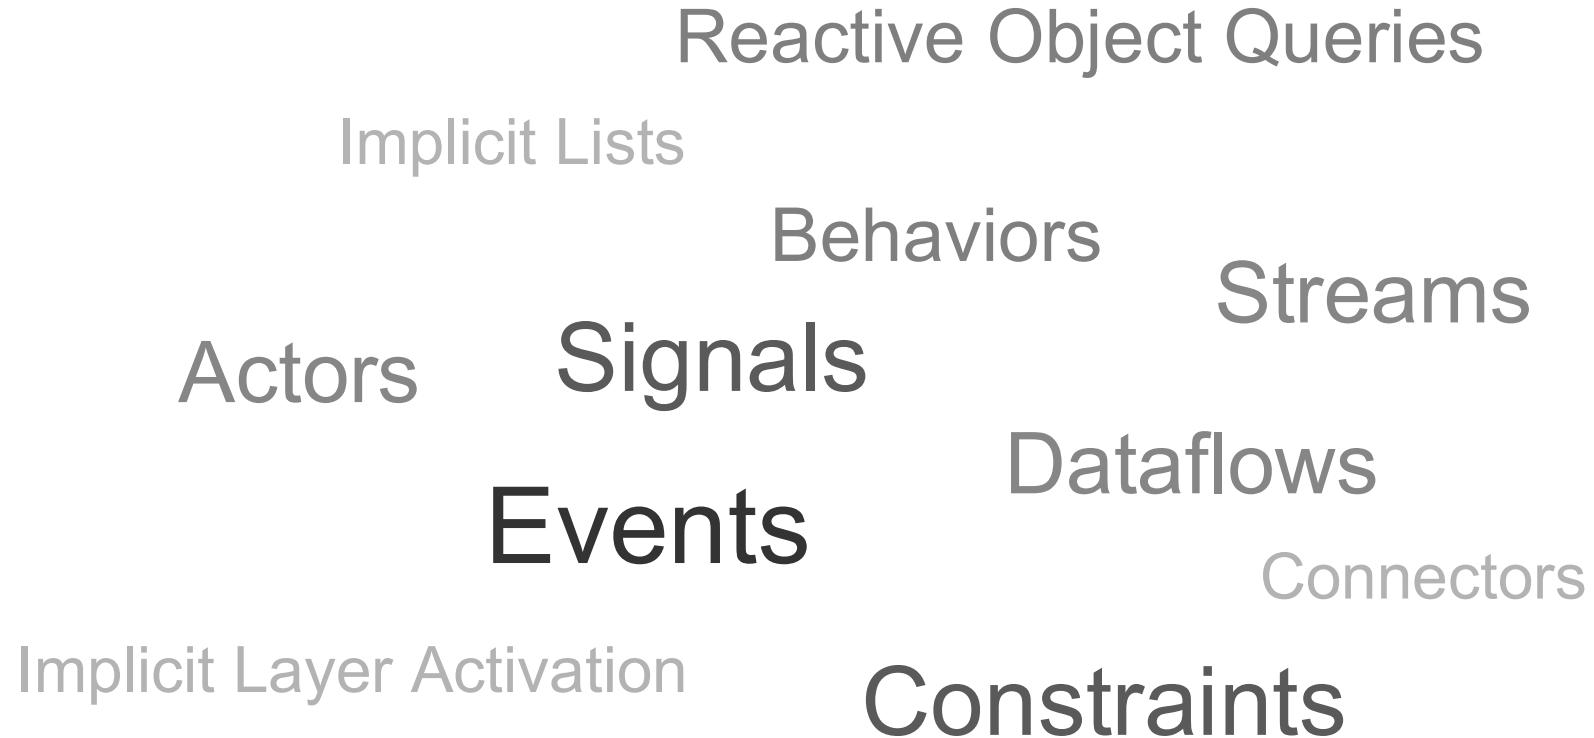 Reactive Object Queries
Implicit Lists
Behaviors
Streams
Signals
Actors
Dataflows
Events
Connectors
Implicit Layer Activation
Constraints